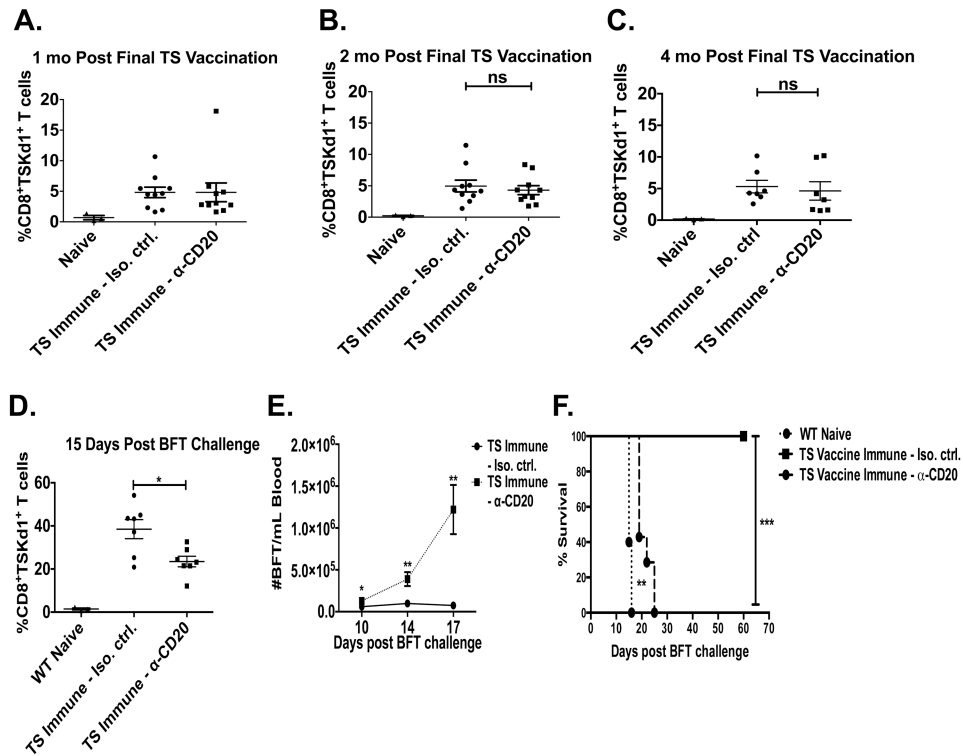 A.
1 mo Post Final TS Vaccination
%CD8+TSKd1+ T cells
20
15
10
5
0
Naive
TS Immune - Iso. ctrl.
TS Immune - α-CD20
B.
2 mo Post Final TS Vaccination
ns
%CD8+TSKd1+ T cells
20
15
10
5
0
Naive
TS Immune - Iso. ctrl.
TS Immune - α-CD20
C.
4 mo Post Final TS Vaccination
ns
%CD8+TSKd1+ T cells
20
15
10
5
0
Naive
TS Immune - Iso. ctrl
TS Immune - α-CD20
D.
15 Days Post BFT Challenge
*
%CD8+TSKd1+ T cells
60
40
20
0
WT Naive
TS Immune - Iso. ctrl.
TS Immune - α-CD20
E.
#BFT/mL Blood
2.0×10⁶
1.5×10⁶
1.0×10⁶
5.0×10⁵
0.0
*
**
**
10 14 17
Days post BFT challenge
TS Immune
- Iso. ctrl.
TS Immune
- α-CD20
F.
% Survival
100
80
60
40
20
0
**
***
0 10 20 30 40 50 60 70
Days post BFT challenge
WT Naive
TS Vaccine Immune - Iso ctrl.
TS Vaccine Immune - α-CD20